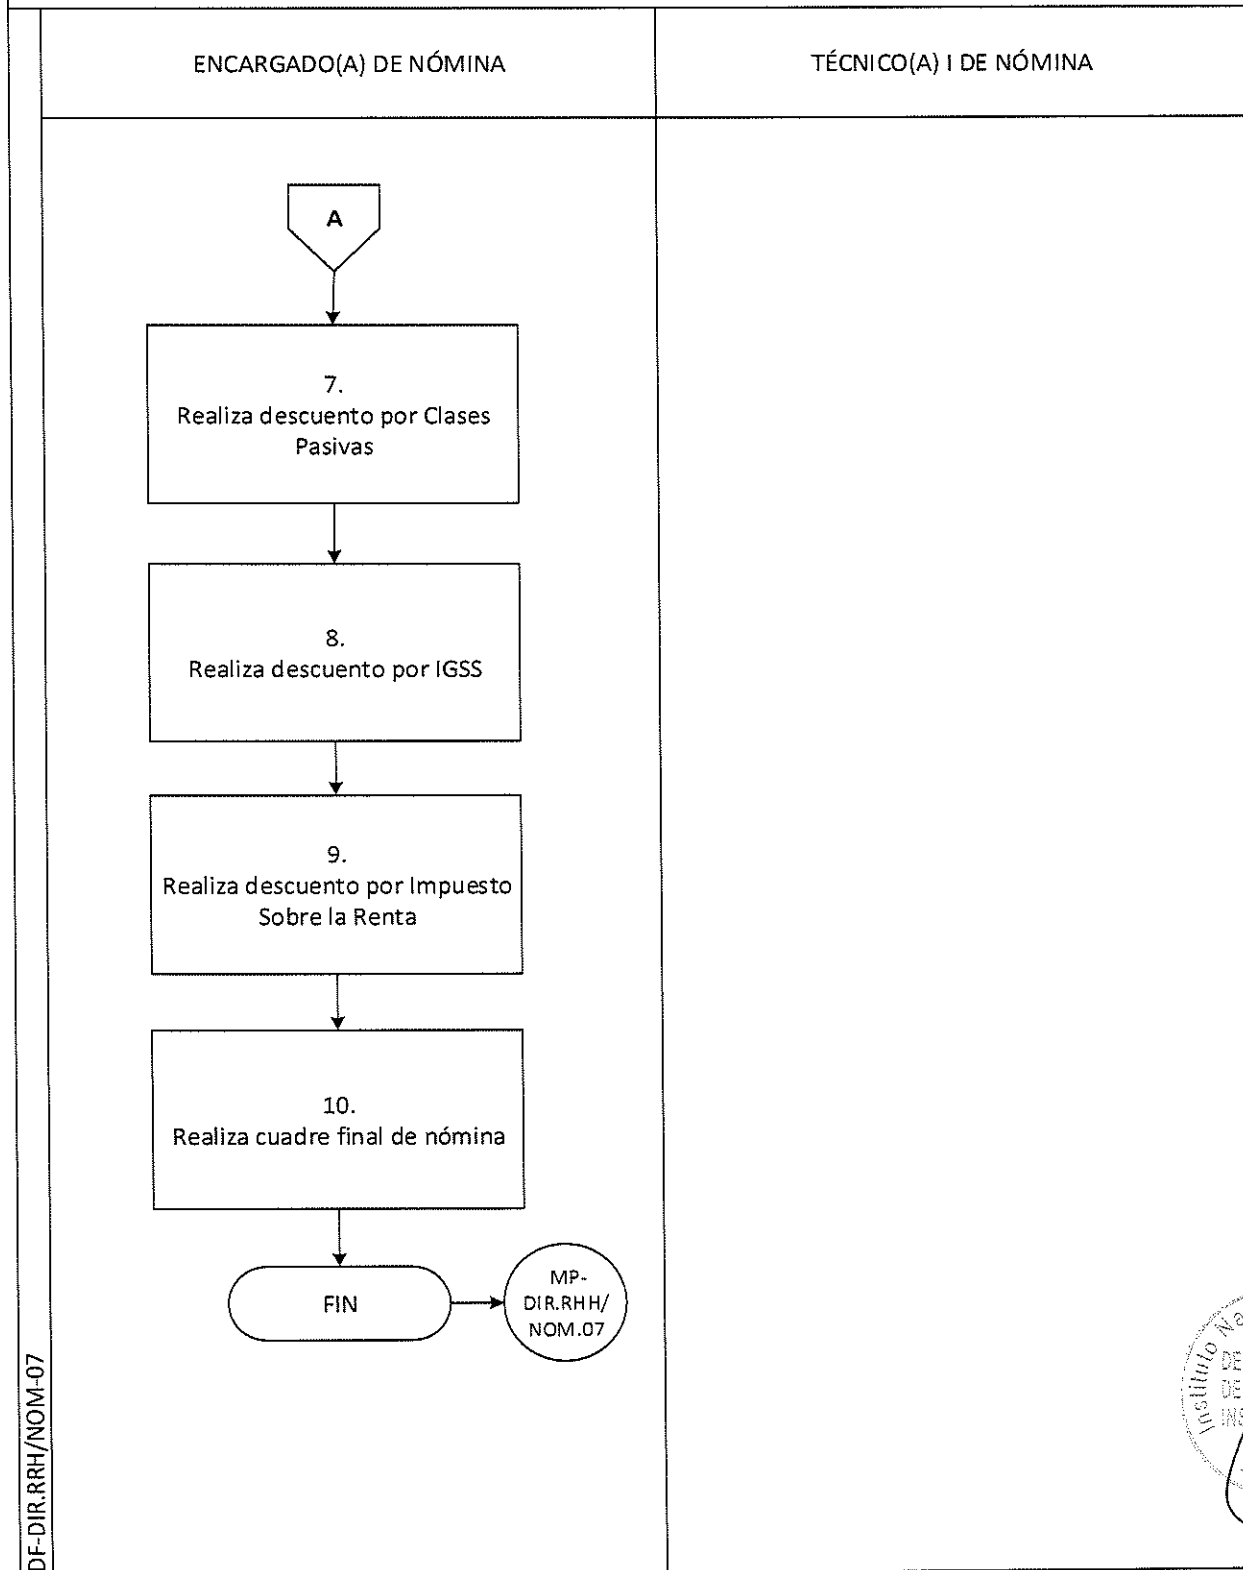 ENCARGADO(A) DE NÓMINA
TÉCNICO(A) I DE NÓMINA
A
7.
Realiza descuento por Clases
Pasivas
8.
Realiza descuento por IGSS
9.
Realiza descuento por Impuesto
Sobre la Renta
10.
Realiza cuadre final de nómina
FIN
MP-
DIR.RHH/
NOM.07
DF-DIR.RRH/NOM-07
Instituto